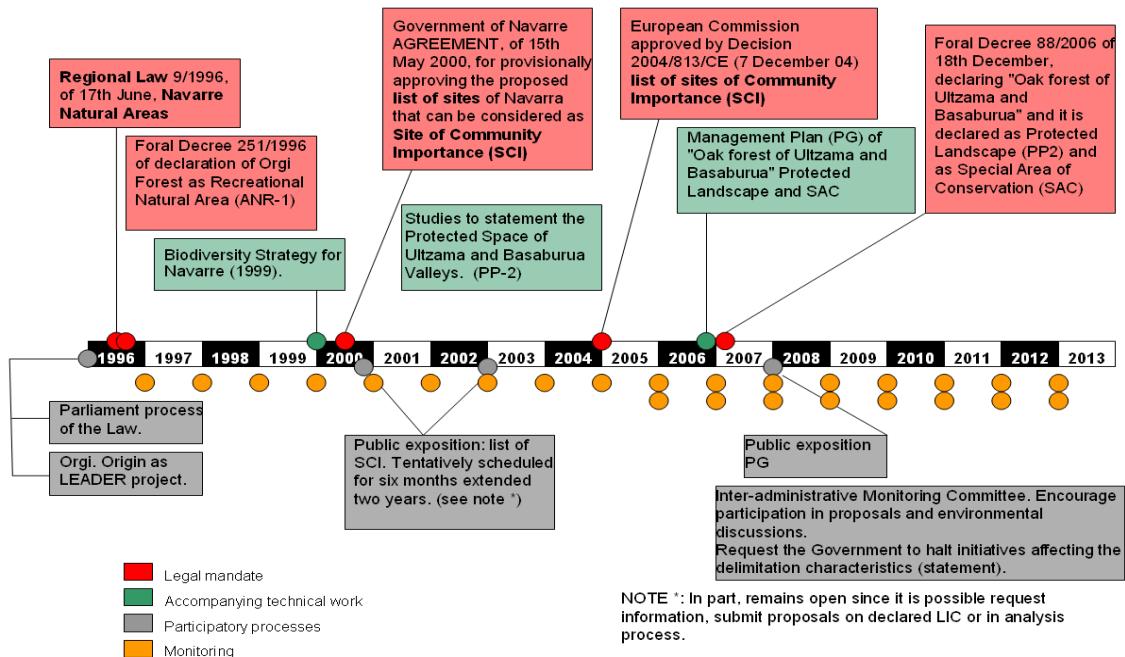 Regional Law 9/1996,
of 17th June, Navarre
Natural Areas
Foral Decree 251/1996
of declaration of Orgi
Forest as Recreational
Natural Area (ANR-1)
Biodiversity Strategy for
Navarre (1999).
Government of Navarre
AGREEMENT, of 15th
May 2000, for provisionally
approving the proposed
list of sites of Navarra
that can be considered as
Site of Community
Importance (SCI)
Studies to statement the
Protected Space of
Ultzama and Basaburua
Valleys. (PP-2)
European Commission
approved by Decision
2004/813/CE (7 December 04)
list of sites of Community
Importance (SCI)
Management Plan (PG) of
"Oak forest of Ultzama and
Basaburua" Protected
Landscape and SAC
Foral Decree 88/2006 of
18th December,
declaring "Oak forest of
Ultzama and
Basaburua" and it is
declared as Protected
Landscape (PP2) and
as Special Area of
Conservation (SAC)
1996 1997 1998 1999 2000 2001 2002 2003 2004 2005 2006 2007 2008 2009 2010 2011 2012 2013
Parliament process
of the Law.
Orgi. Origin as
LEADER project.
Public exposition: list of
SCI. Tentatively scheduled
for six months extended
two years. (see note *)
Public exposition
PG
Inter-administrative Monitoring Committee. Encourage
participation in proposals and environmental
discussions.
Request the Government to halt initiatives affecting the
delimitation characteristics (statement).
Legal mandate
Accompanying technical work
Participatory processes
Monitoring
NOTE *: In part, remains open since it is possible request
information, submit proposals on declared LIC or in analysis
process.